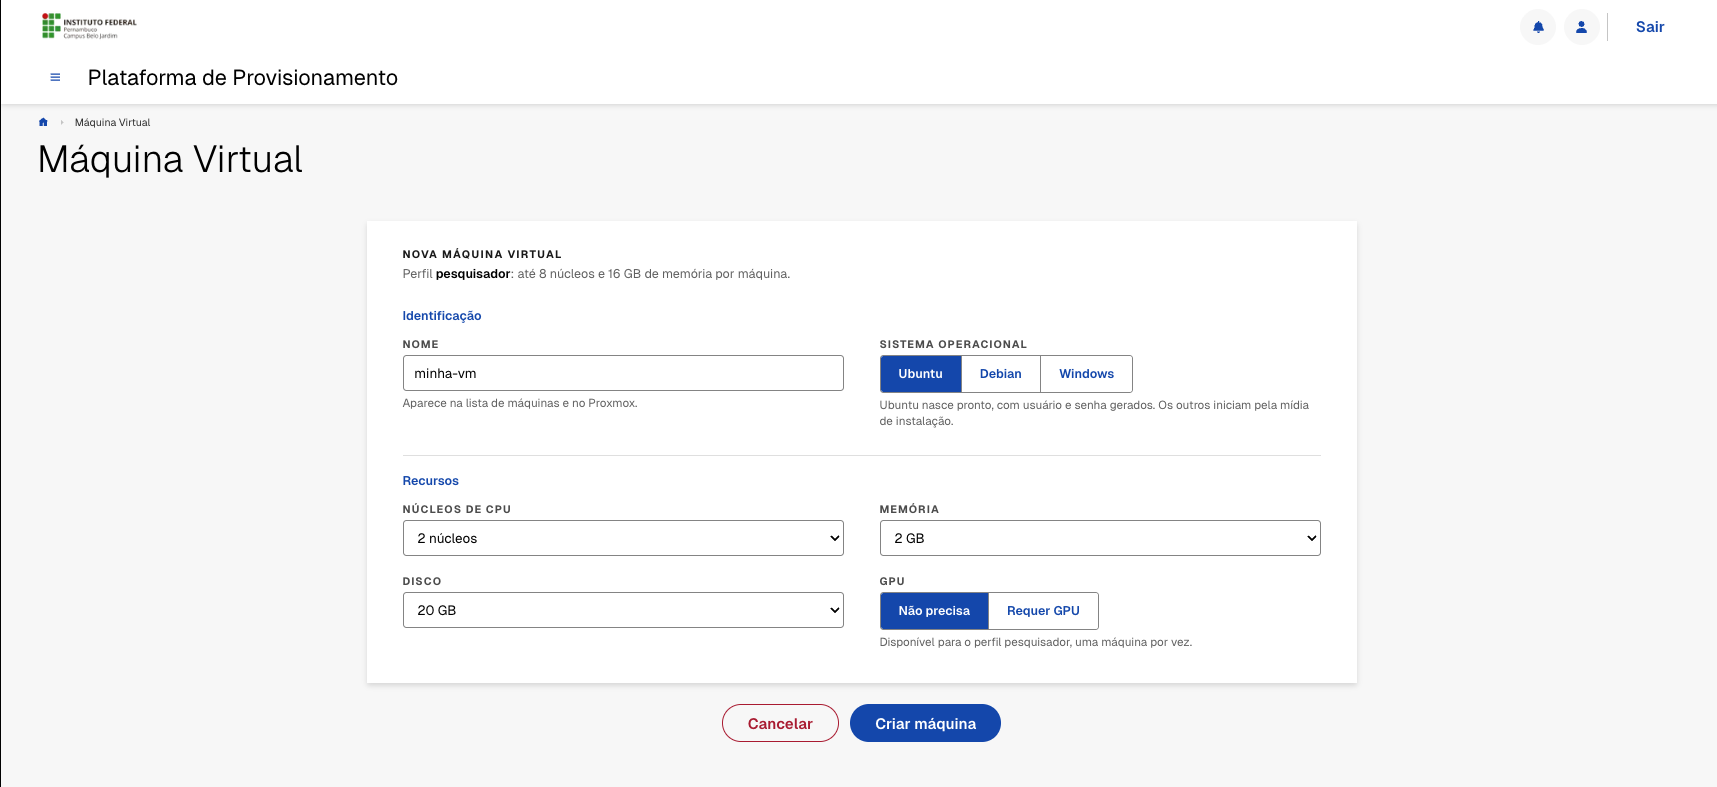 INSTITUTO FEDERAL
Pernambuco
Campus Belo Jardim
Sair
Plataforma de Provisionamento
Máquina Virtual
Máquina Virtual
NOVA MÁQUINA VIRTUAL
Perfil pesquisador: até 8 núcleos e 16 GB de memória por máquina.
Identificação
NOME
minha-vm
Aparece na lista de máquinas e no Proxmox.
SISTEMA OPERACIONAL
Ubuntu Debian Windows
Ubuntu nasce pronto, com usuário e senha gerados. Os outros iniciam pela mídia
de instalação.
Recursos
NÚCLEOS DE CPU
2 núcleos
MEMÓRIA
2 GB
DISCO
20 GB
GPU
Não precisa Requer GPU
Disponível para o perfil pesquisador, uma máquina por vez.
Cancelar Criar máquina